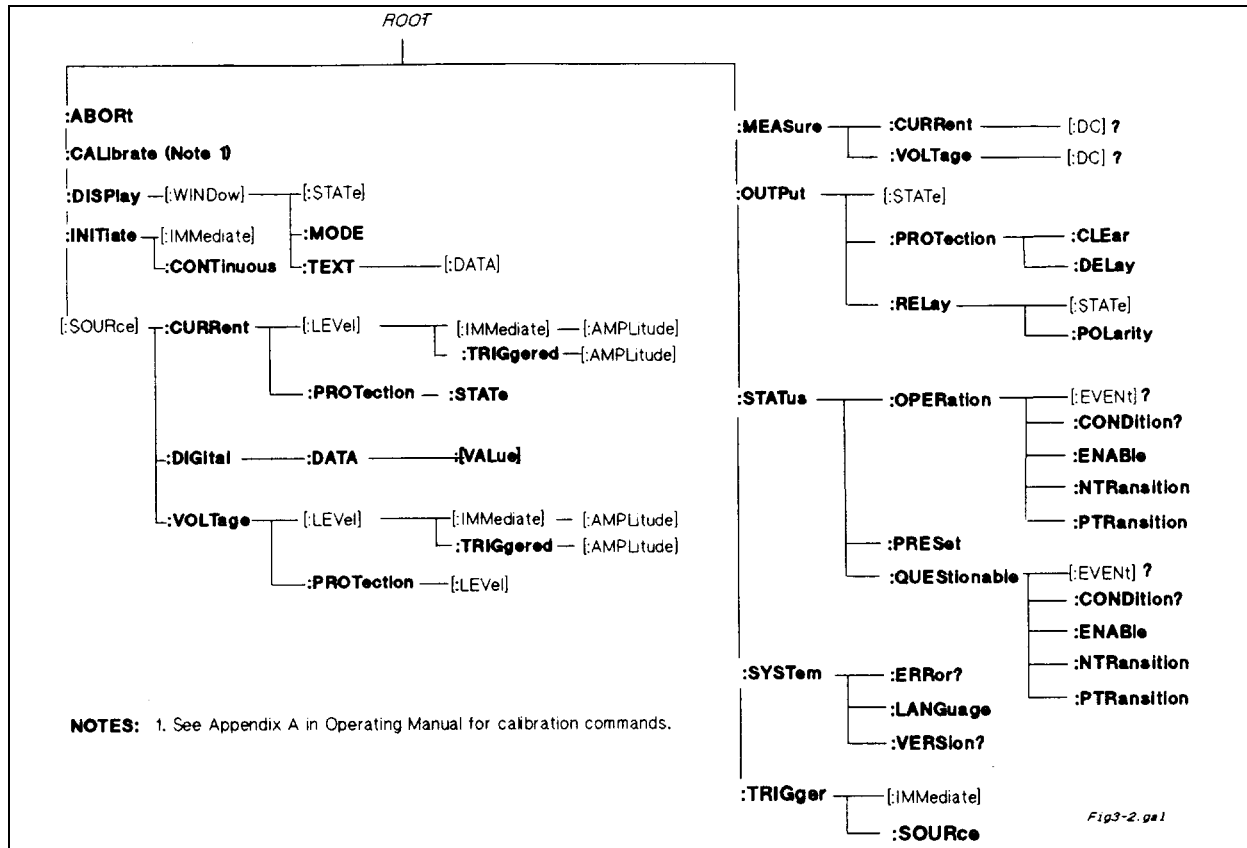 ROOT
:ABORt
:CALIbrate (Note 1)
:DISPlay [:WINDow] [:STATe]
:MODE
:TEXT [:DATA]
:INITiate [:IMMediate]
:CONTinuous
[:SOURce] :CURRent [:LEVel] [:IMMediate] [:AMPLitude]
:TRIGgered [:AMPLitude]
:PROTection :STATe
:DIGital :DATA :[VALue]
:VOLTage [:LEVel] [:IMMediate] [:AMPLitude]
:TRIGgered [:AMPLitude]
:PROTection [:LEVel]
NOTES: 1. See Appendix A in Operating Manual for calibration commands.
:MEASure :CURRent [:DC] ?
:VOLTage [:DC] ?
:OUTPut [:STATe]
:PROTection :CLEar
:DELay
:RELay [:STATe]
:POLarity
:STATus :OPERation [:EVENt] ?
:CONDition?
:ENABle
:NTRansition
:PTRansition
:PRESet
:QUEStionable [:EVENt] ?
:CONDition?
:ENABle
:NTRansition
:PTRansition
:SYSTem :ERRor?
:LANGuage
:VERSion?
:TRIGger [:IMMediate]
:SOURce
Fig3-2.gal